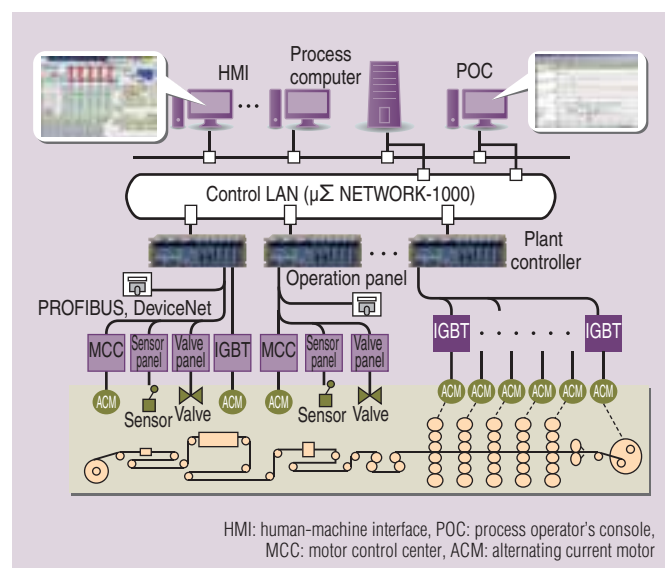 HMI
Process
computer
POC
Control LAN (μΣ NETWORK-1000)
Plant
controller
Operation panel
PROFIBUS, DeviceNet
MCC
Sensor
panel
Valve
panel
IGBT
MCC
Sensor
panel
Valve
panel
IGBT
IGBT
ACM
Sensor
Valve
ACM
ACM
Sensor
Valve
ACM
ACM
ACM
ACM
ACM
ACM
HMI: human-machine interface, POC: process operator's console,
MCC: motor control center, ACM: alternating current motor